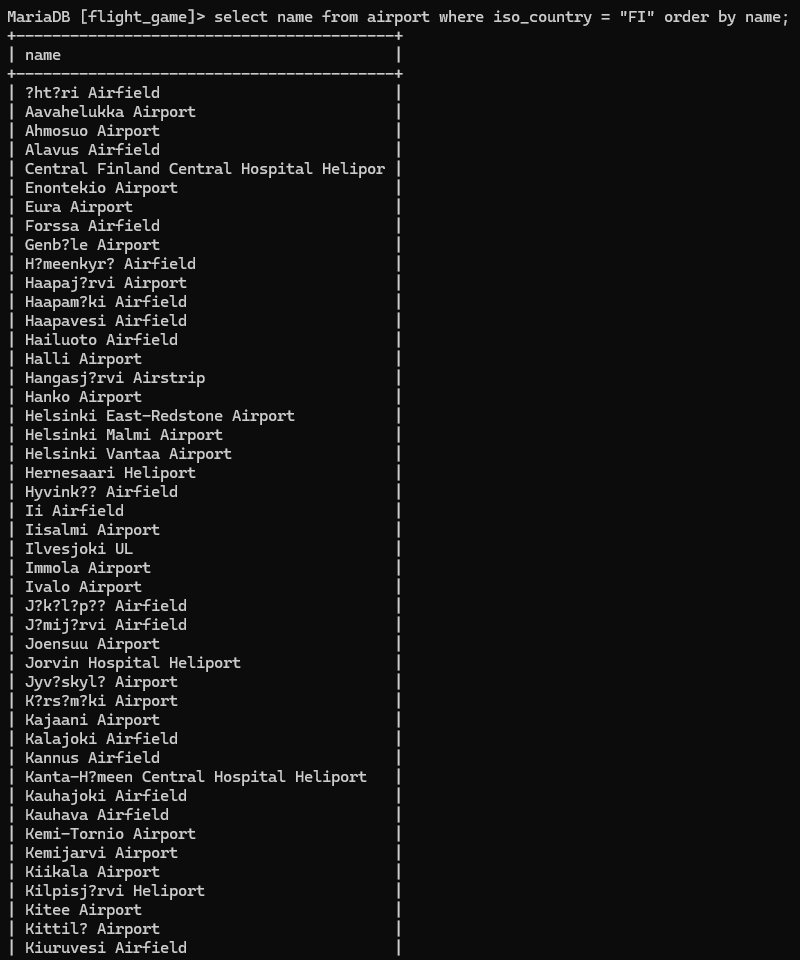 MariaDB [flight_game]> select name from airport where iso_country = "FI" order by name;
+------------------------------------------+
| name                                     |
+------------------------------------------+
| ?ht?ri Airfield                          |
| Aavahelukka Airport                      |
| Ahmosuo Airport                          |
| Alavus Airfield                          |
| Central Finland Central Hospital Helipor |
| Enontekio Airport                        |
| Eura Airport                             |
| Forssa Airfield                          |
| Genb?le Airport                          |
| H?meenkyr? Airfield                      |
| Haapaj?rvi Airport                       |
| Haapam?ki Airfield                       |
| Haapavesi Airfield                       |
| Hailuoto Airfield                        |
| Halli Airport                            |
| Hangasj?rvi Airstrip                     |
| Hanko Airport                            |
| Helsinki East-Redstone Airport           |
| Helsinki Malmi Airport                   |
| Helsinki Vantaa Airport                  |
| Hernesaari Heliport                      |
| Hyvink?? Airfield                        |
| Ii Airfield                              |
| Iisalmi Airport                          |
| Ilvesjoki UL                             |
| Immola Airport                           |
| Ivalo Airport                            |
| J?k?l?p?? Airfield                       |
| J?mij?rvi Airfield                       |
| Joensuu Airport                          |
| Jorvin Hospital Heliport                 |
| Jyv?skyl? Airport                        |
| K?rs?m?ki Airport                        |
| Kajaani Airport                          |
| Kalajoki Airfield                        |
| Kannus Airfield                          |
| Kanta-H?meen Central Hospital Heliport   |
| Kauhajoki Airfield                       |
| Kauhava Airfield                         |
| Kemi-Tornio Airport                      |
| Kemijarvi Airport                        |
| Kiikala Airport                          |
| Kilpisj?rvi Heliport                     |
| Kitee Airport                            |
| Kittil? Airport                          |
| Kiuruvesi Airfield                       |